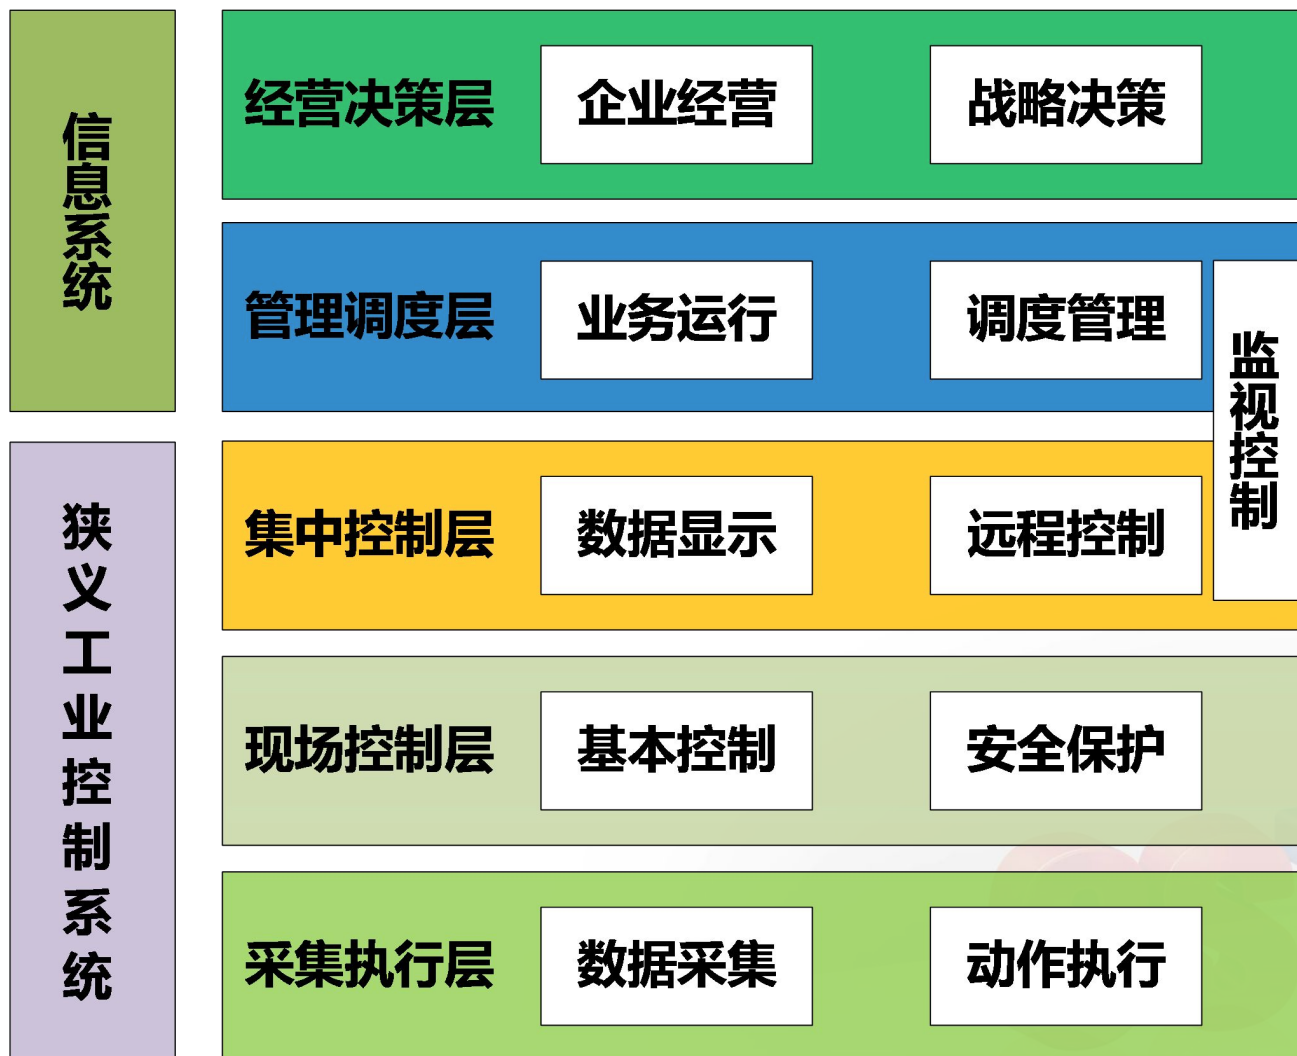 信息系统
经营决策层
企业经营
战略决策
管理调度层
业务运行
调度管理
监视控制
狭义工业控制系统
集中控制层
数据显示
远程控制
现场控制层
基本控制
安全保护
采集执行层
数据采集
动作执行